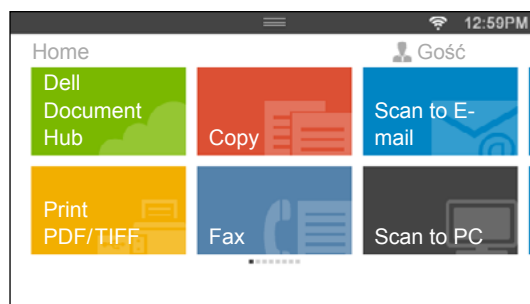 12:59PM
Home
Gość
Dell
Document
Hub
Copy
Scan to E-
mail
Print
PDF/TIFF
Fax
Scan to PC